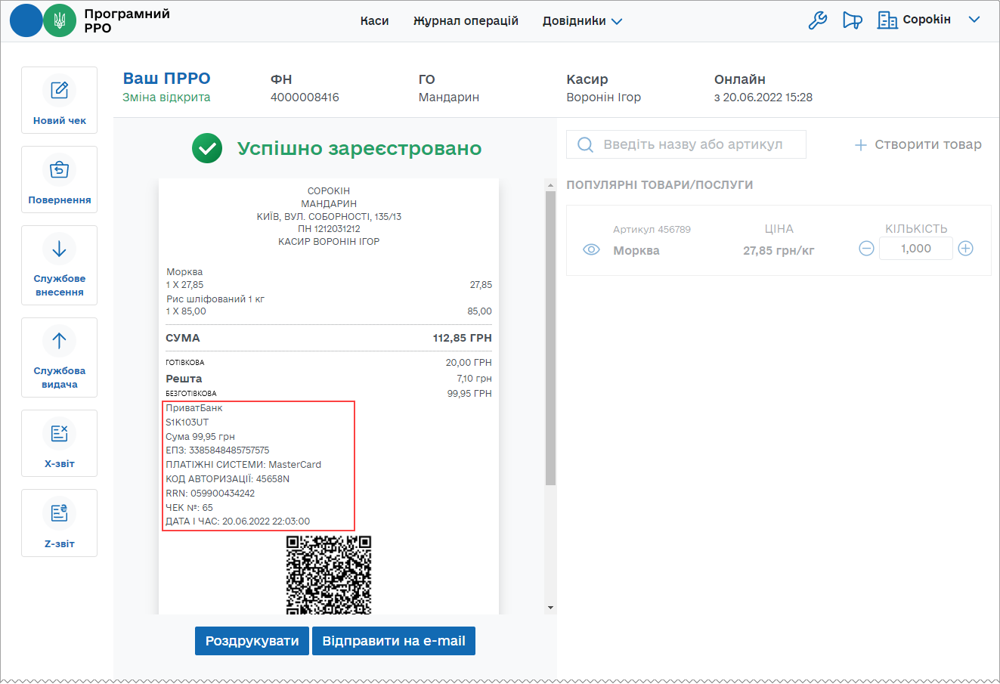 Програмний
РРО
Каси
Журнал операцій
Довідники
Сорокін
Новий чек
Повернення
Службове
внесення
Службова
видача
Х-звіт
Z-звіт
Ваш ПРРО
Зміна відкрита
ФН
4000008416
ГО
Мандарин
Касир
Воронін Ігор
Онлайн
з 20.06.2022 15:28
Успішно зареєстровано
СОРОКІН
МАНДАРИН
КИЇВ, ВУЛ. СОБОРНОСТІ, 135/13
ПН 1212031212
КАСИР ВОРОНІН ІГОР
Морква
1 X 27,85 27,85
Рис шліфований 1 кг
1 X 85,00 85,00
СУМА 112,85 ГРН
ГОТІВКОВА 20,00 ГРН
Решта 7,10 грн
БЕЗГОТІВКОВА 99,95 ГРН
ПриватБанк
S1K103UT
Сума 99,95 грн
ЕПЗ: 3385848485757575
ПЛАТІЖНІ СИСТЕМИ: MasterCard
КОД АВТОРИЗАЦІЇ: 45658N
RRN: 059900434242
ЧЕК №: 65
ДАТА І ЧАС: 20.06.2022 22:03:00
Роздрукувати
Відправити на e-mail
Введіть назву або артикул
Створити товар
ПОПУЛЯРНІ ТОВАРИ/ПОСЛУГИ
Артикул 456789
Морква
ЦІНА
27,85 грн/кг
КІЛЬКІСТЬ
1,000